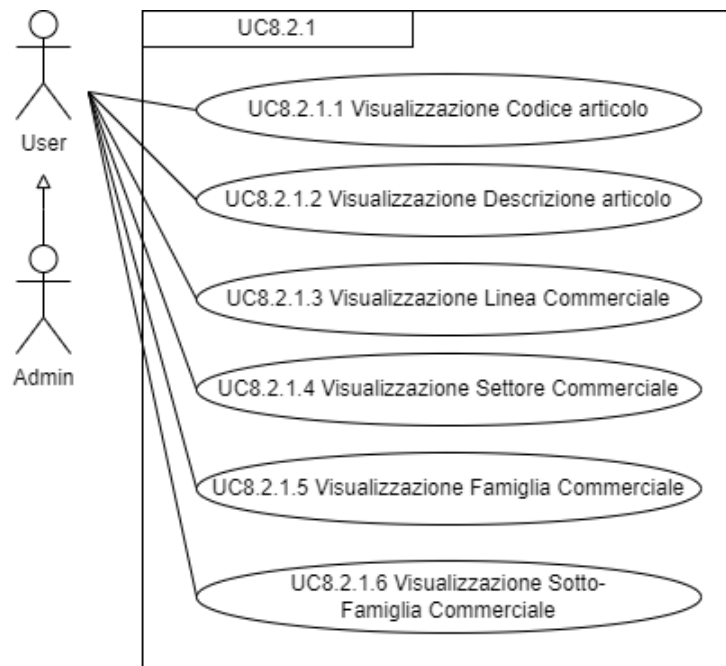 UC8.2.1
User
Admin
UC8.2.1.1 Visualizzazione Codice articolo
UC8.2.1.2 Visualizzazione Descrizione articolo
UC8.2.1.3 Visualizzazione Linea Commerciale
UC8.2.1.4 Visualizzazione Settore Commerciale
UC8.2.1.5 Visualizzazione Famiglia Commerciale
UC8.2.1.6 Visualizzazione Sotto-
Famiglia Commerciale